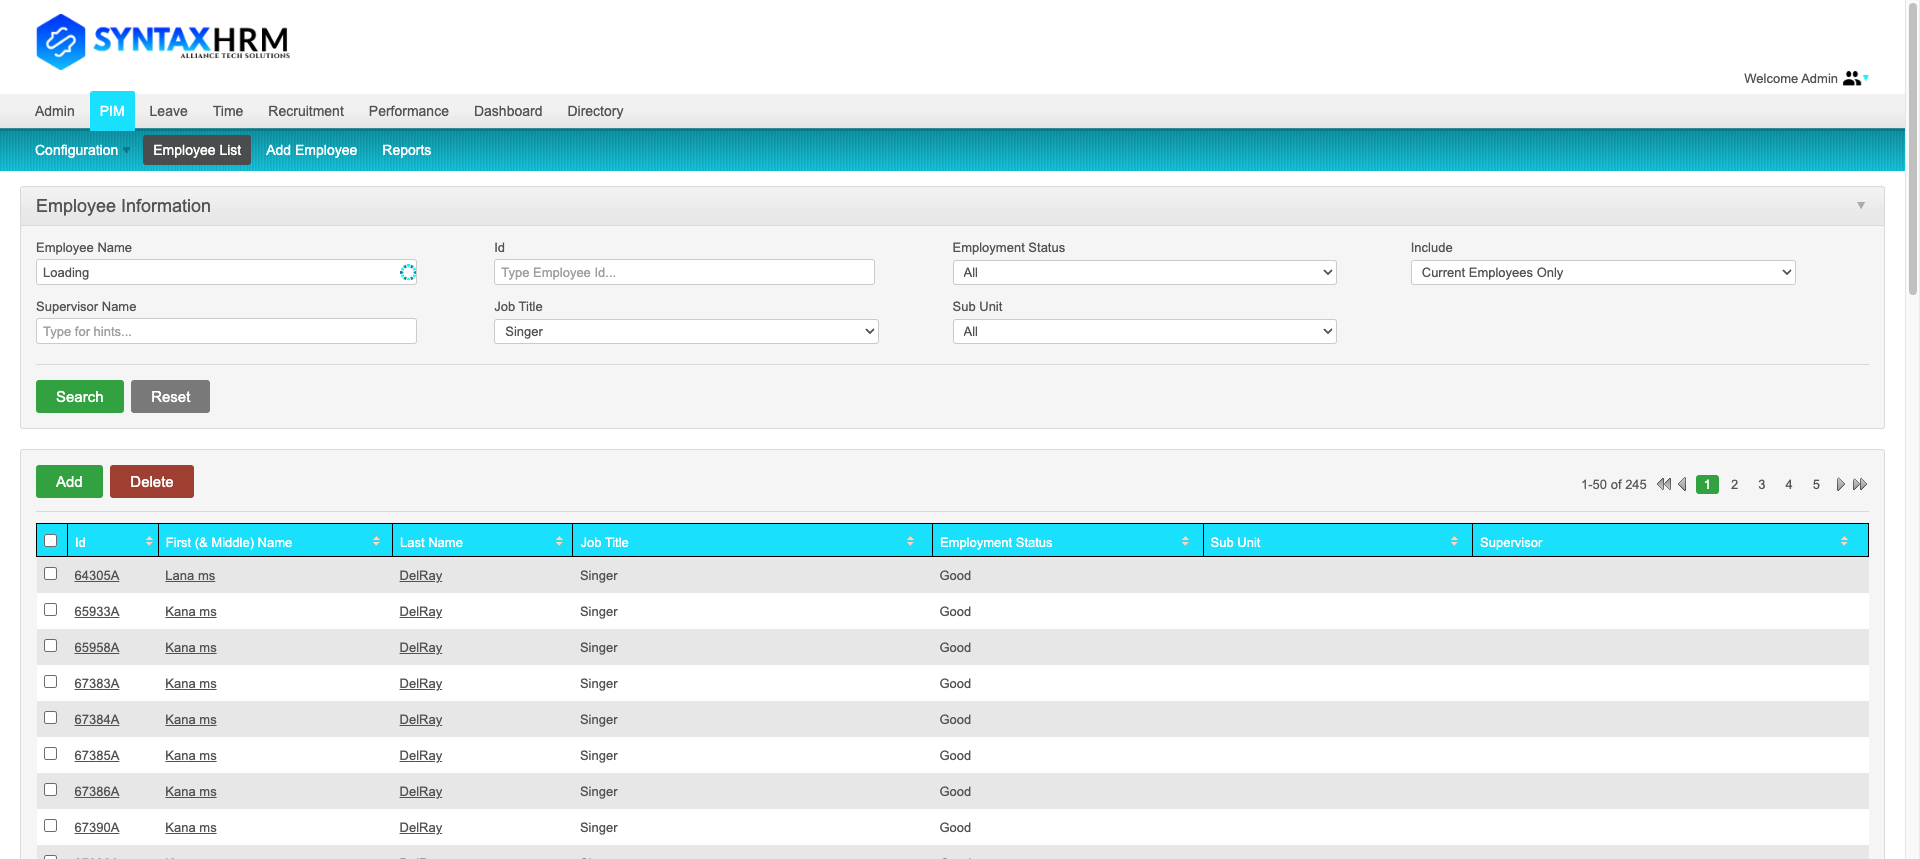 SYNTAXHRM
ALLIANCE TECH SOLUTIONS
Welcome Admin
Admin PIM Leave Time Recruitment Performance Dashboard Directory
Configuration Employee List Add Employee Reports
Employee Information
Employee Name Id Employment Status Include
Loading Type Employee Id... All Current Employees Only
Supervisor Name Job Title Sub Unit
Type for hints... Singer All
Search Reset
Add Delete 1-50 of 245 1 2 3 4 5
Id First (& Middle) Name Last Name Job Title Employment Status Sub Unit Supervisor
64305A Lana ms DelRay Singer Good
65933A Kana ms DelRay Singer Good
65958A Kana ms DelRay Singer Good
67383A Kana ms DelRay Singer Good
67384A Kana ms DelRay Singer Good
67385A Kana ms DelRay Singer Good
67386A Kana ms DelRay Singer Good
67390A Kana ms DelRay Singer Good